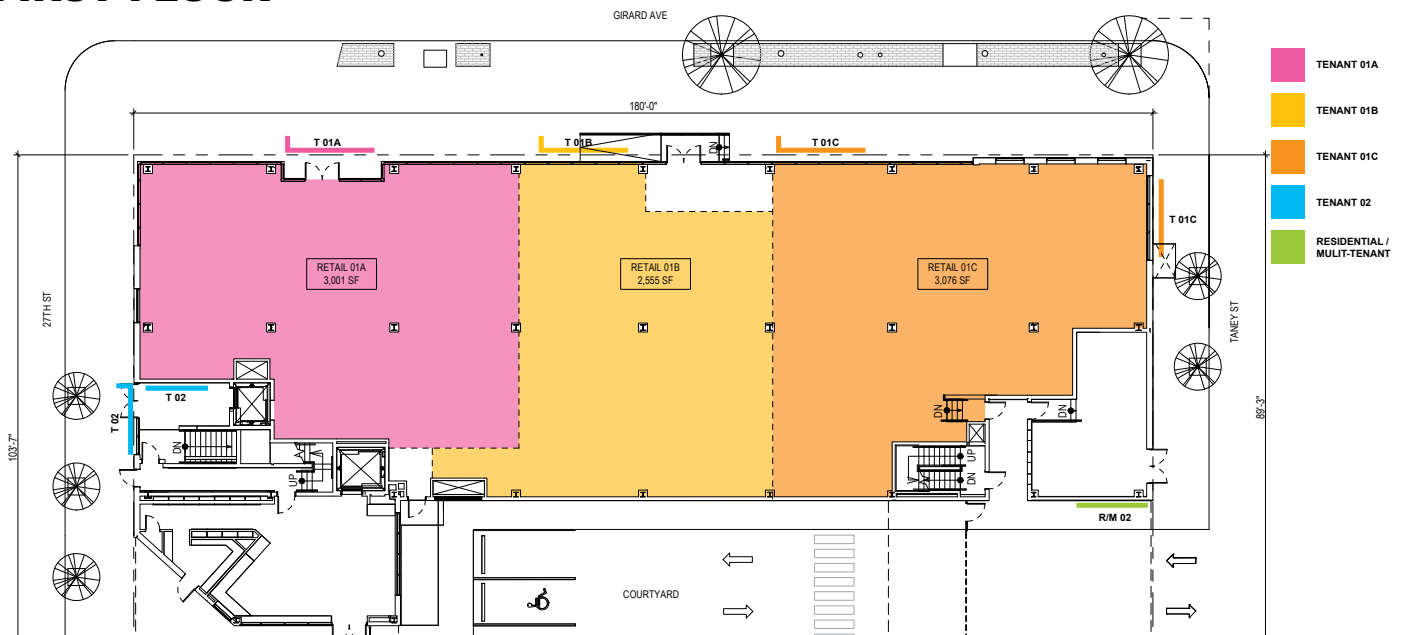 FIRST FLOOR
GIRARD AVE
180'-0"
T 01A
T 01B
DN
T 01C
T 01C
TENANT 01A
TENANT 01B
TENANT 01C
TENANT 02
RESIDENTIAL /
MULIT-TENANT
RETAIL 01A
3,001 SF
RETAIL 01B
2,555 SF
RETAIL 01C
3,076 SF
27TH ST
TANEY ST
103'-7"
89'-3"
T 02
T 02
DN
UP
DN
DN
UP
DN
R/M 02
COURTYARD